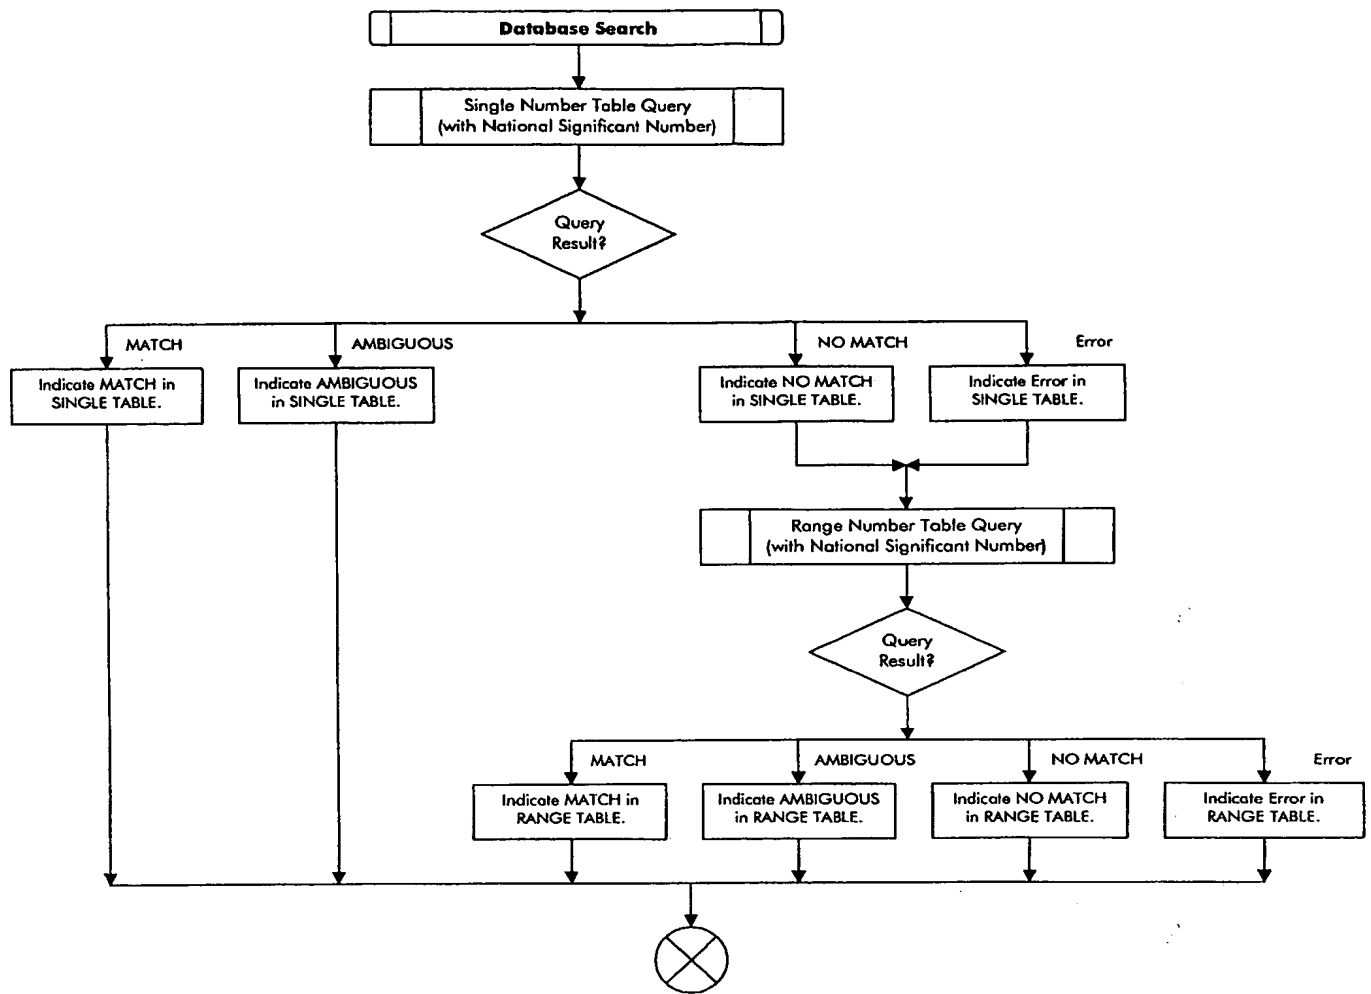 Database Search
Single Number Table Query
(with National Significant Number)
Query
Result?
MATCH
AMBIGUOUS
NO MATCH
Error
Indicate MATCH in
SINGLE TABLE.
Indicate AMBIGUOUS
in SINGLE TABLE.
Indicate NO MATCH
in SINGLE TABLE.
Indicate Error in
SINGLE TABLE.
Range Number Table Query
(with National Significant Number)
Query
Result?
MATCH
AMBIGUOUS
NO MATCH
Error
Indicate MATCH in
RANGE TABLE.
Indicate AMBIGUOUS
in RANGE TABLE.
Indicate NO MATCH
in RANGE TABLE.
Indicate Error in
RANGE TABLE.